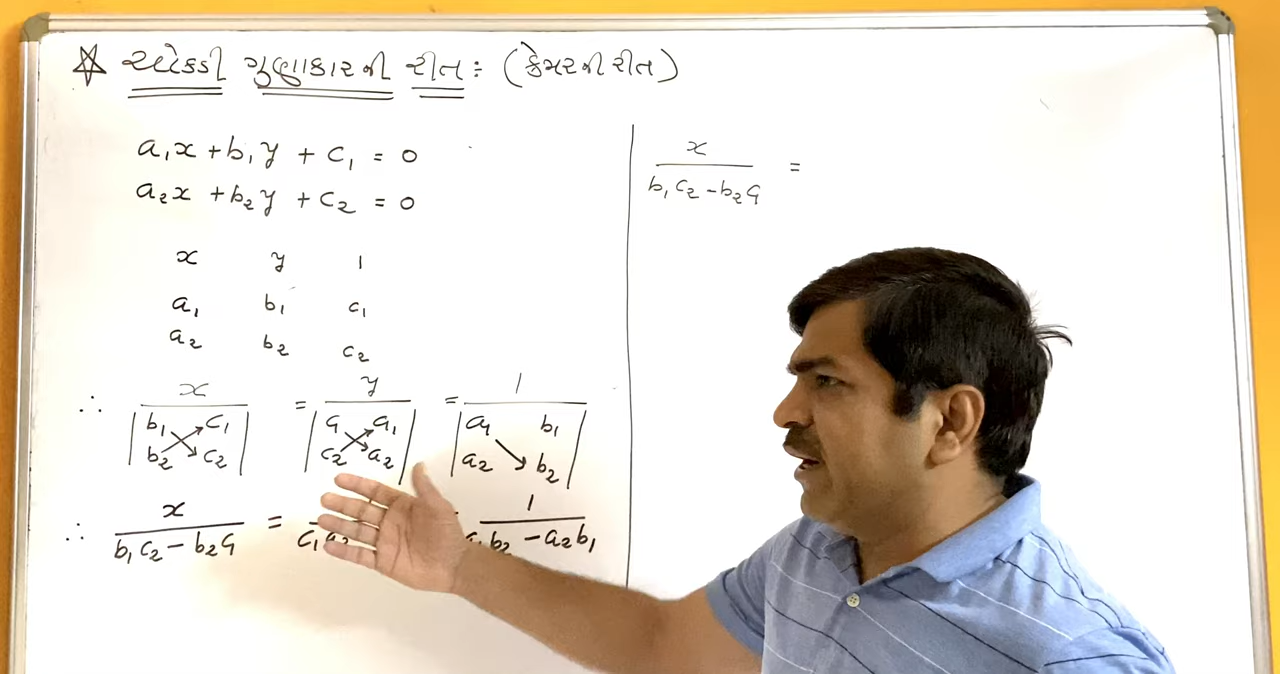 ☆ ચોકડી ગુણાકારની રીત : (ક્રેમરની રીત)
a₁x + b₁y + c₁ = 0
a₂x + b₂y + c₂ = 0
x y 1
a₁ b₁ c₁
a₂ b₂ c₂
∴ x / |b₁ c₁ b₂ c₂| = y / |c₁ a₁ c₂ a₂| = 1 / |a₁ b₁ a₂ b₂|
∴ x / (b₁c₂ - b₂c₁) = c₁a₂ 1 / (a₁b₂ - a₂b₁)
x / (b₁c₂ - b₂c₁) =